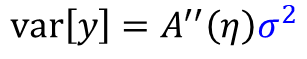 var[𝑦] = 𝐴′′(𝜂)𝜎²